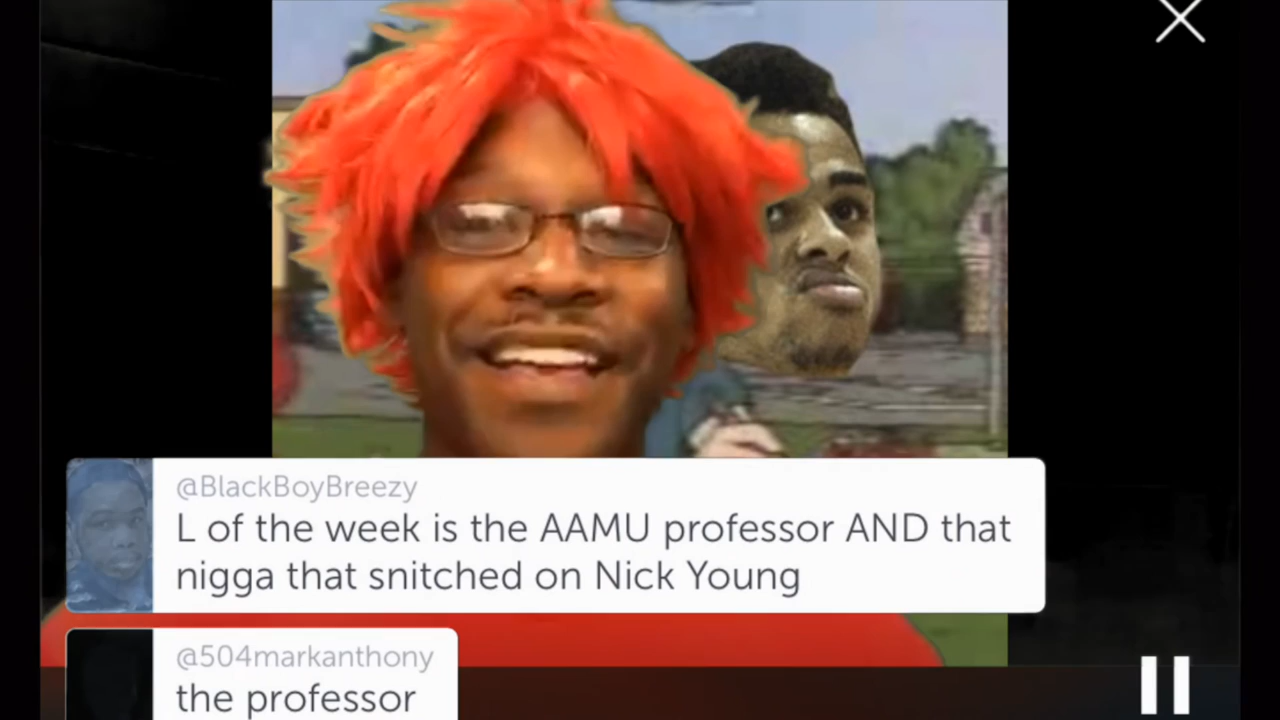 @BlackBoyBreezy
L of the week is the AAMU professor AND that
nigga that snitched on Nick Young
@504markanthony
the professor